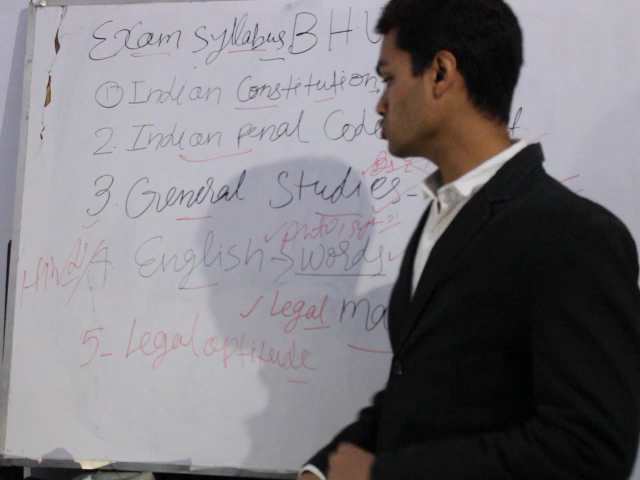 Exam Syllabus BHU
① Indian Constitution,
2. Indian Penal Code
3. General Studies-
4 English - words
✓ Legal ma
5- Legal aptitude